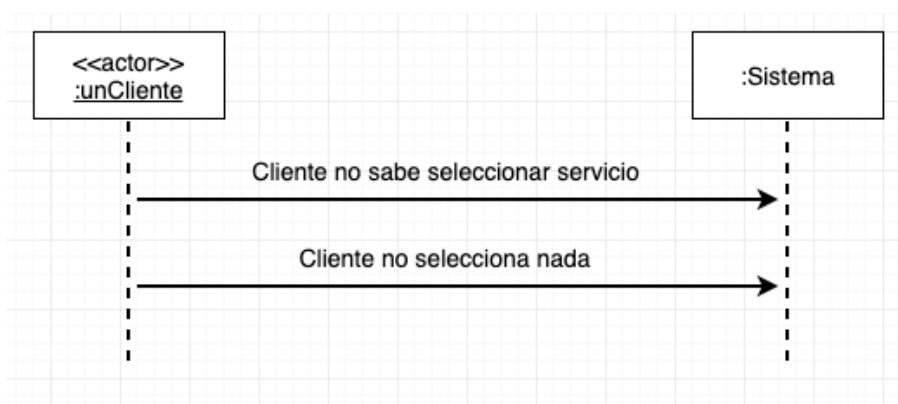 <<actor>>
:unCliente
:Sistema
Cliente no sabe seleccionar servicio
Cliente no selecciona nada